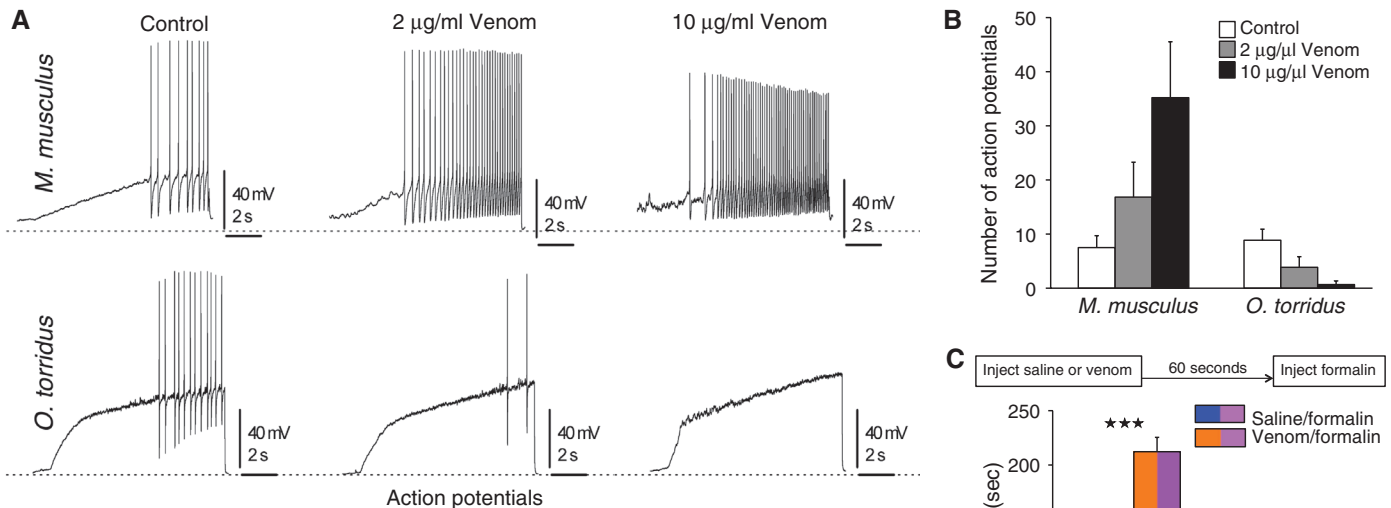 A
Control
2 μg/ml Venom
10 μg/ml Venom
M. musculus
40 mV
2 s
40 mV
2 s
40 mV
2 s
O. torridus
40 mV
2 s
40 mV
2 s
40 mV
2 s
Action potentials
B
50
40
30
20
10
0
Number of action potentials
Control
2 μg/μl Venom
10 μg/μl Venom
M. musculus
O. torridus
C
Inject saline or venom
60 seconds
Inject formalin
250
200
(sec)
★★★
Saline/formalin
Venom/formalin